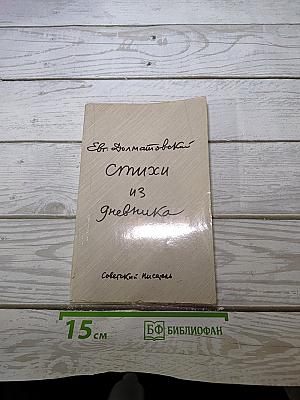 Евг Долматовский
стихи
из
дневника
Советский писатель
15 см
БФ БИБЛИОФАН